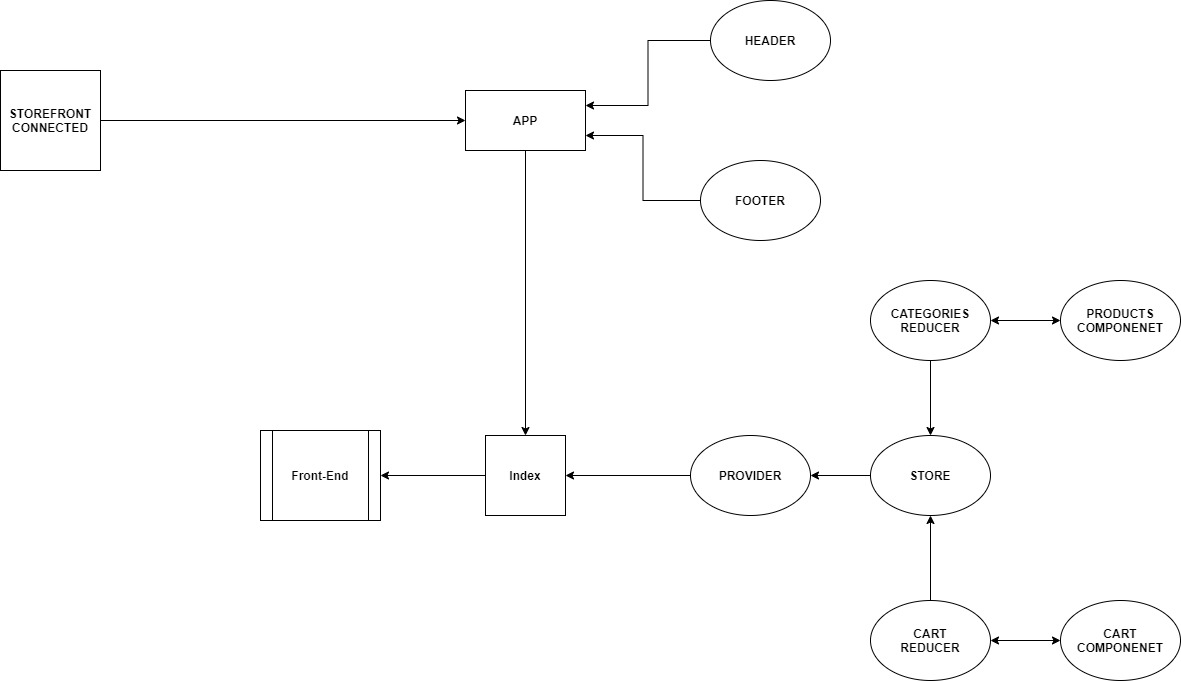 HEADER
STOREFRONT
CONNECTED
APP
FOOTER
CATEGORIES
REDUCER
PRODUCTS
COMPONENET
Front-End
Index
PROVIDER
STORE
CART
REDUCER
CART
COMPONENET